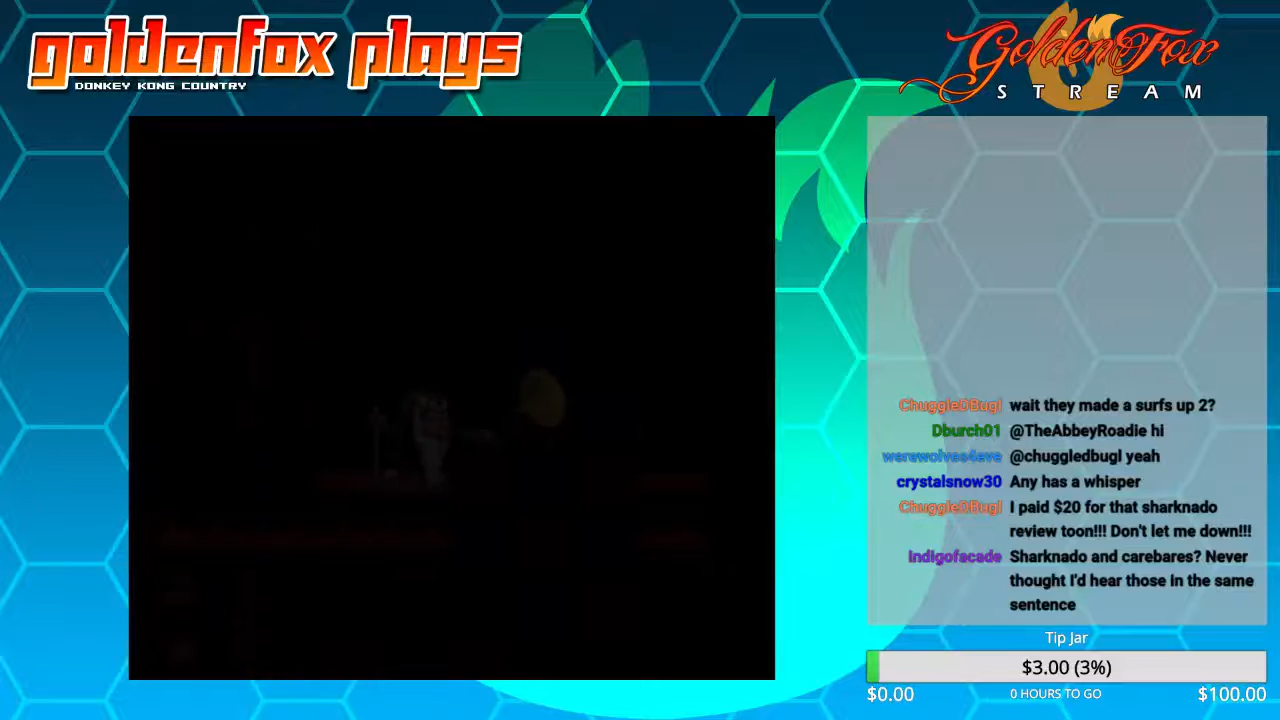 goldenfox plays
DONKEY KONG COUNTRY
GoldenFox
STREAM
ChuggleDBugl wait they made a surfs up 2?
Dburch01 @TheAbbeyRoadie hi
werewolves4eve @chuggledbugl yeah
crystalsnow30 Any has a whisper
ChuggleDBugl I paid $20 for that sharknado
review toon!!! Don't let me down!!!
Indigofacade Sharknado and carebares? Never
thought I'd hear those in the same
sentence
Tip Jar
$3.00 (3%)
$0.00 0 HOURS TO GO $100.00